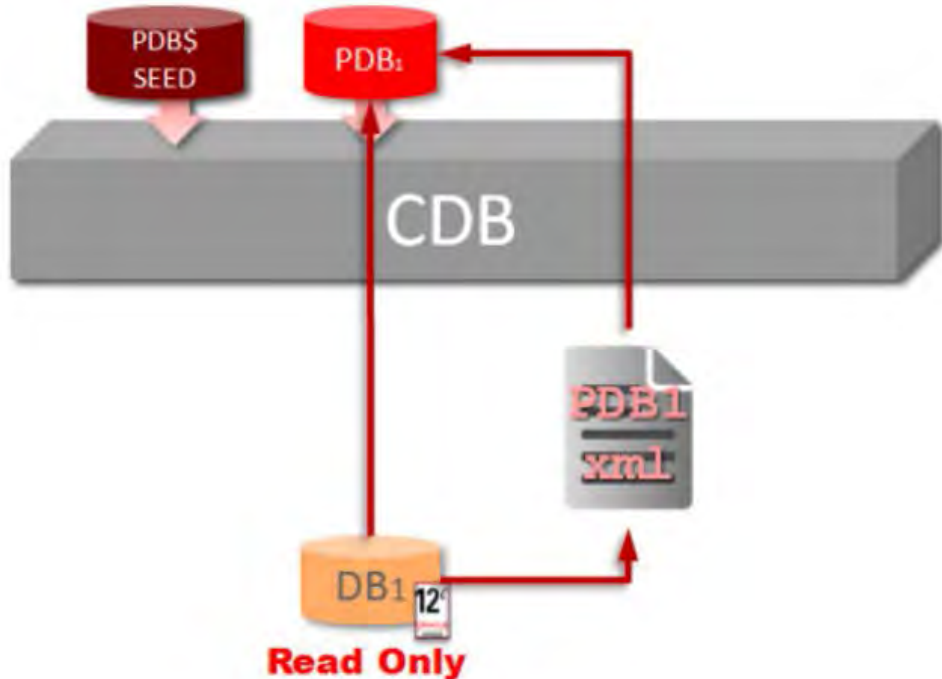 PDB$
SEED
PDB1
CDB
PDB1
xml
DB1
12c
Read Only